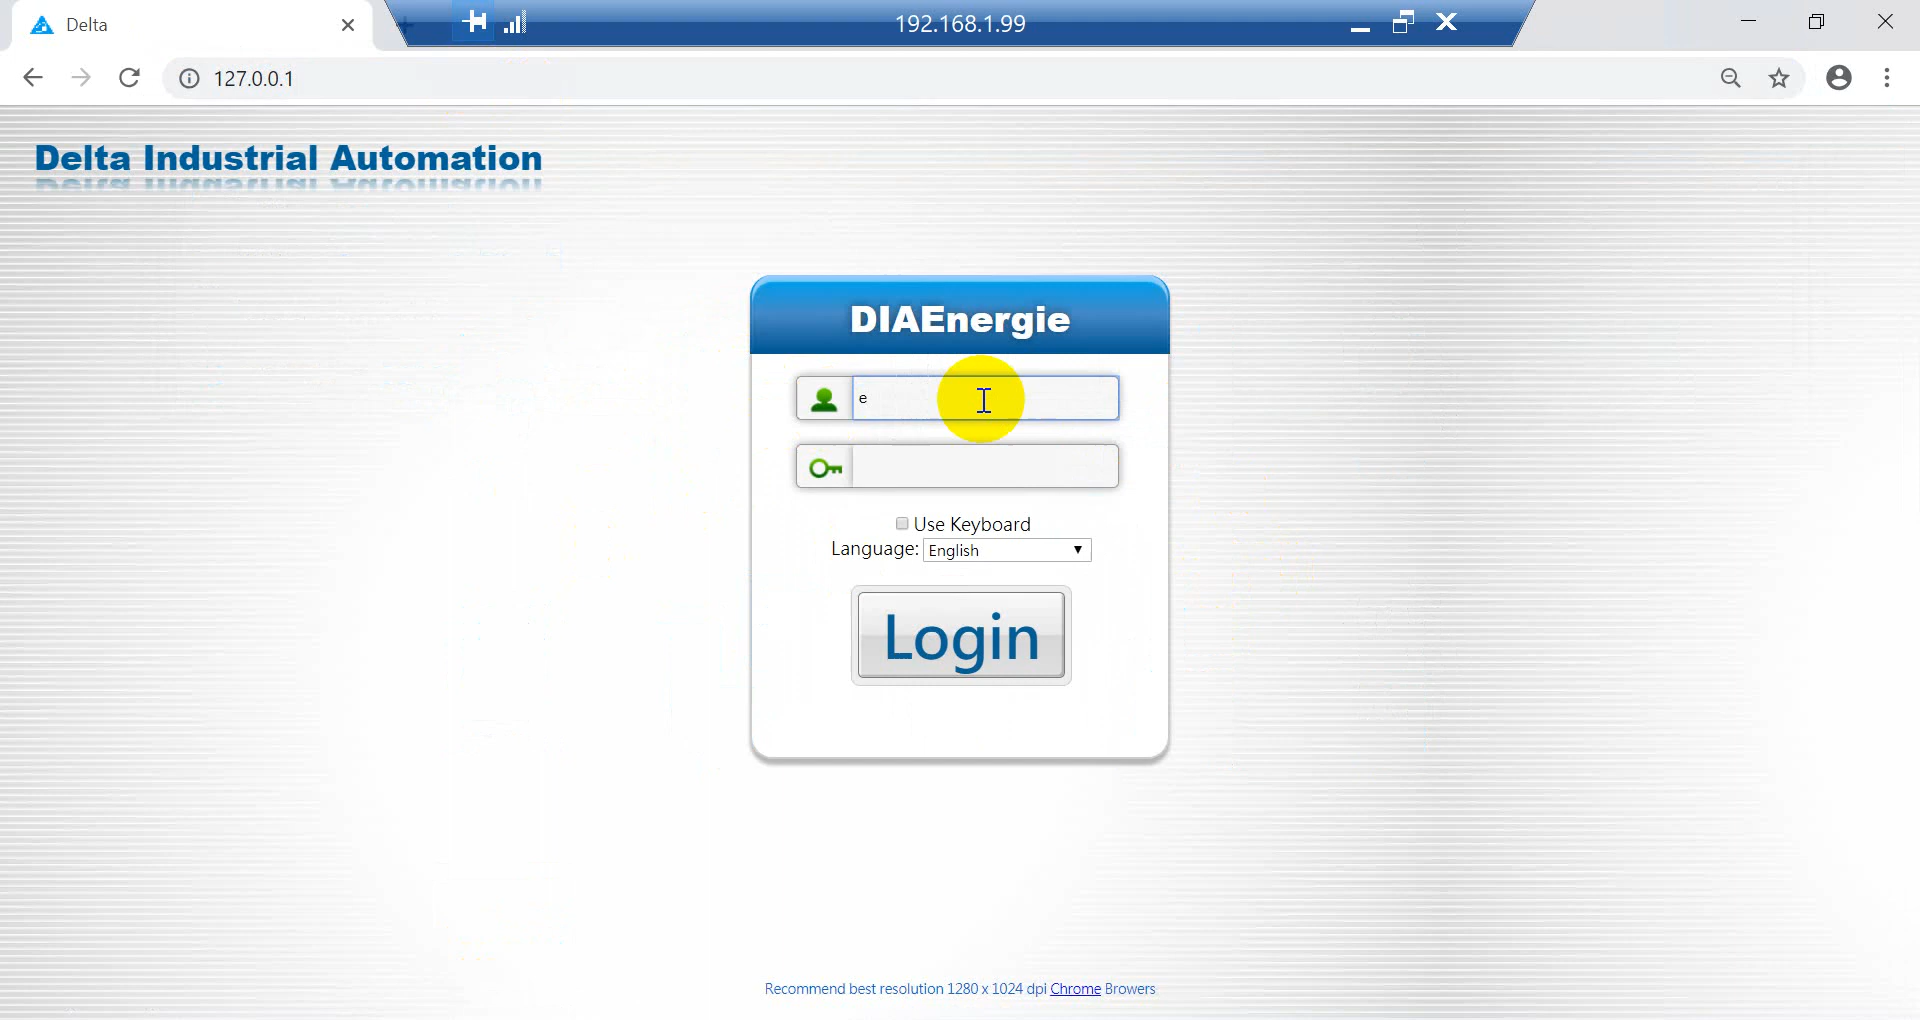 Delta
192.168.1.99
127.0.0.1
Delta Industrial Automation
DIAEnergie
e
Use Keyboard
Language: English
Login
Recommend best resolution 1280 x 1024 dpi Chrome Browers